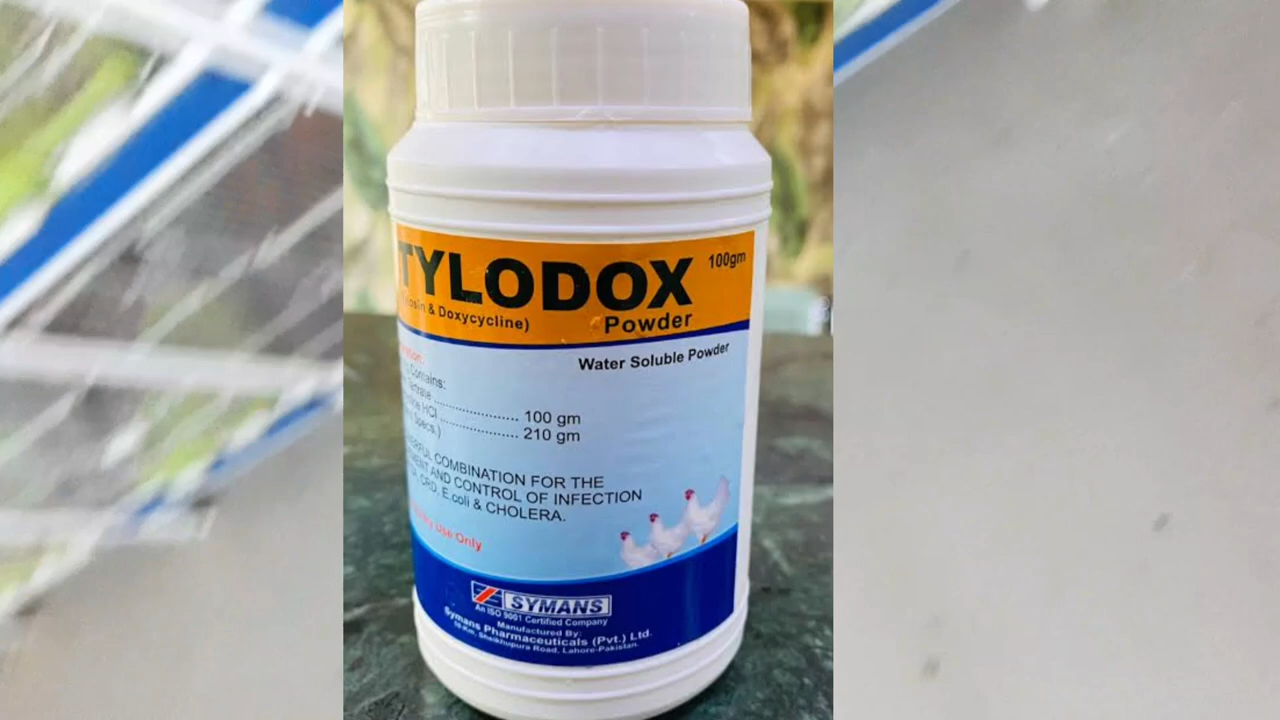 TYLODOX 100gm
& Doxycycline)
Powder
Water Soluble Powder
Contains:
........................ 100 gm
HCl ........................ 210 gm
Specs.)
COMBINATION FOR THE
AND CONTROL OF INFECTION
CRD, E.coli & CHOLERA.
Use Only
SYMANS
An ISO 9001 Certified Company
Manufactured By:
Symans Pharmaceuticals (Pvt.) Ltd.
Sheikhupura Road, Lahore-Pakistan.